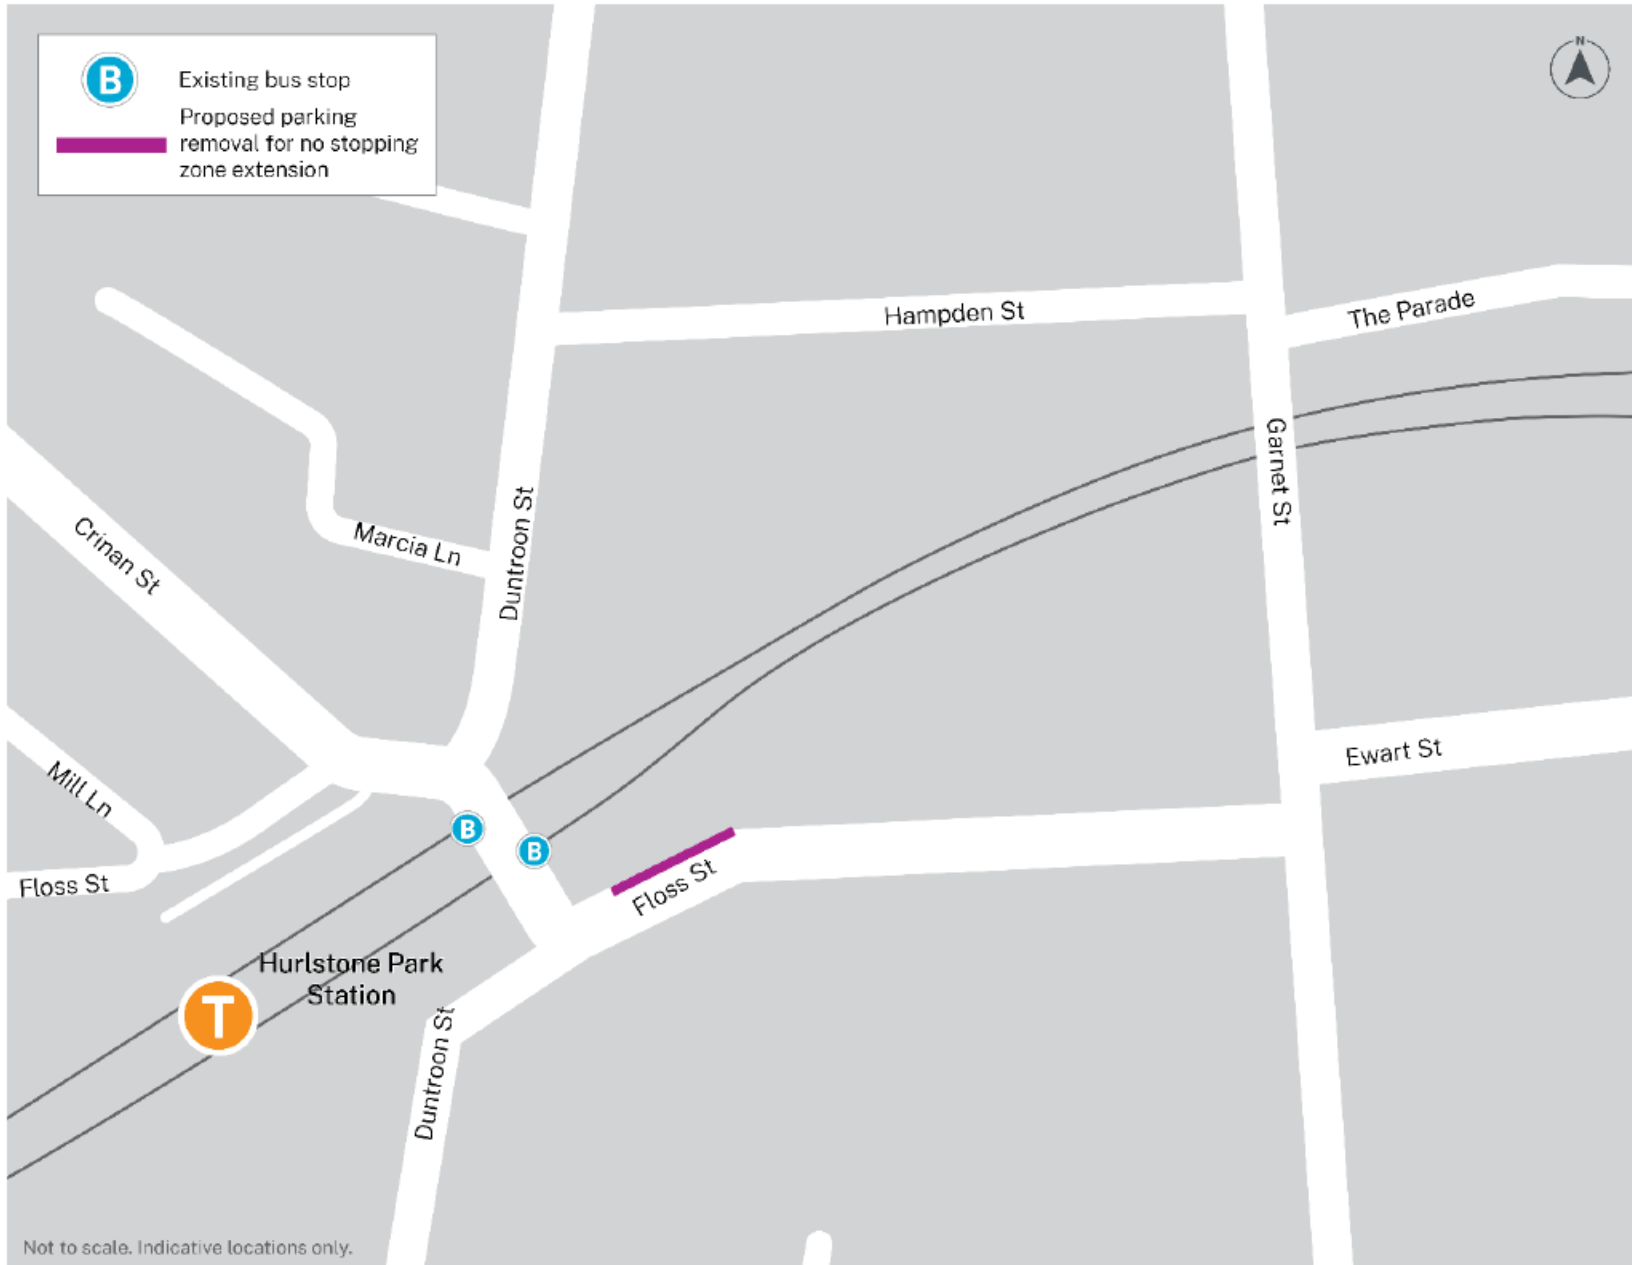 B Existing bus stop
Proposed parking
removal for no stopping
zone extension
N
Hampden St
The Parade
Garnet St
Duntroon St
Marcia Ln
Crinan St
Ewart St
Mill Ln
B
B
Floss St
Floss St
Hurlstone Park
Station
T
Duntroon St
Not to scale. Indicative locations only.